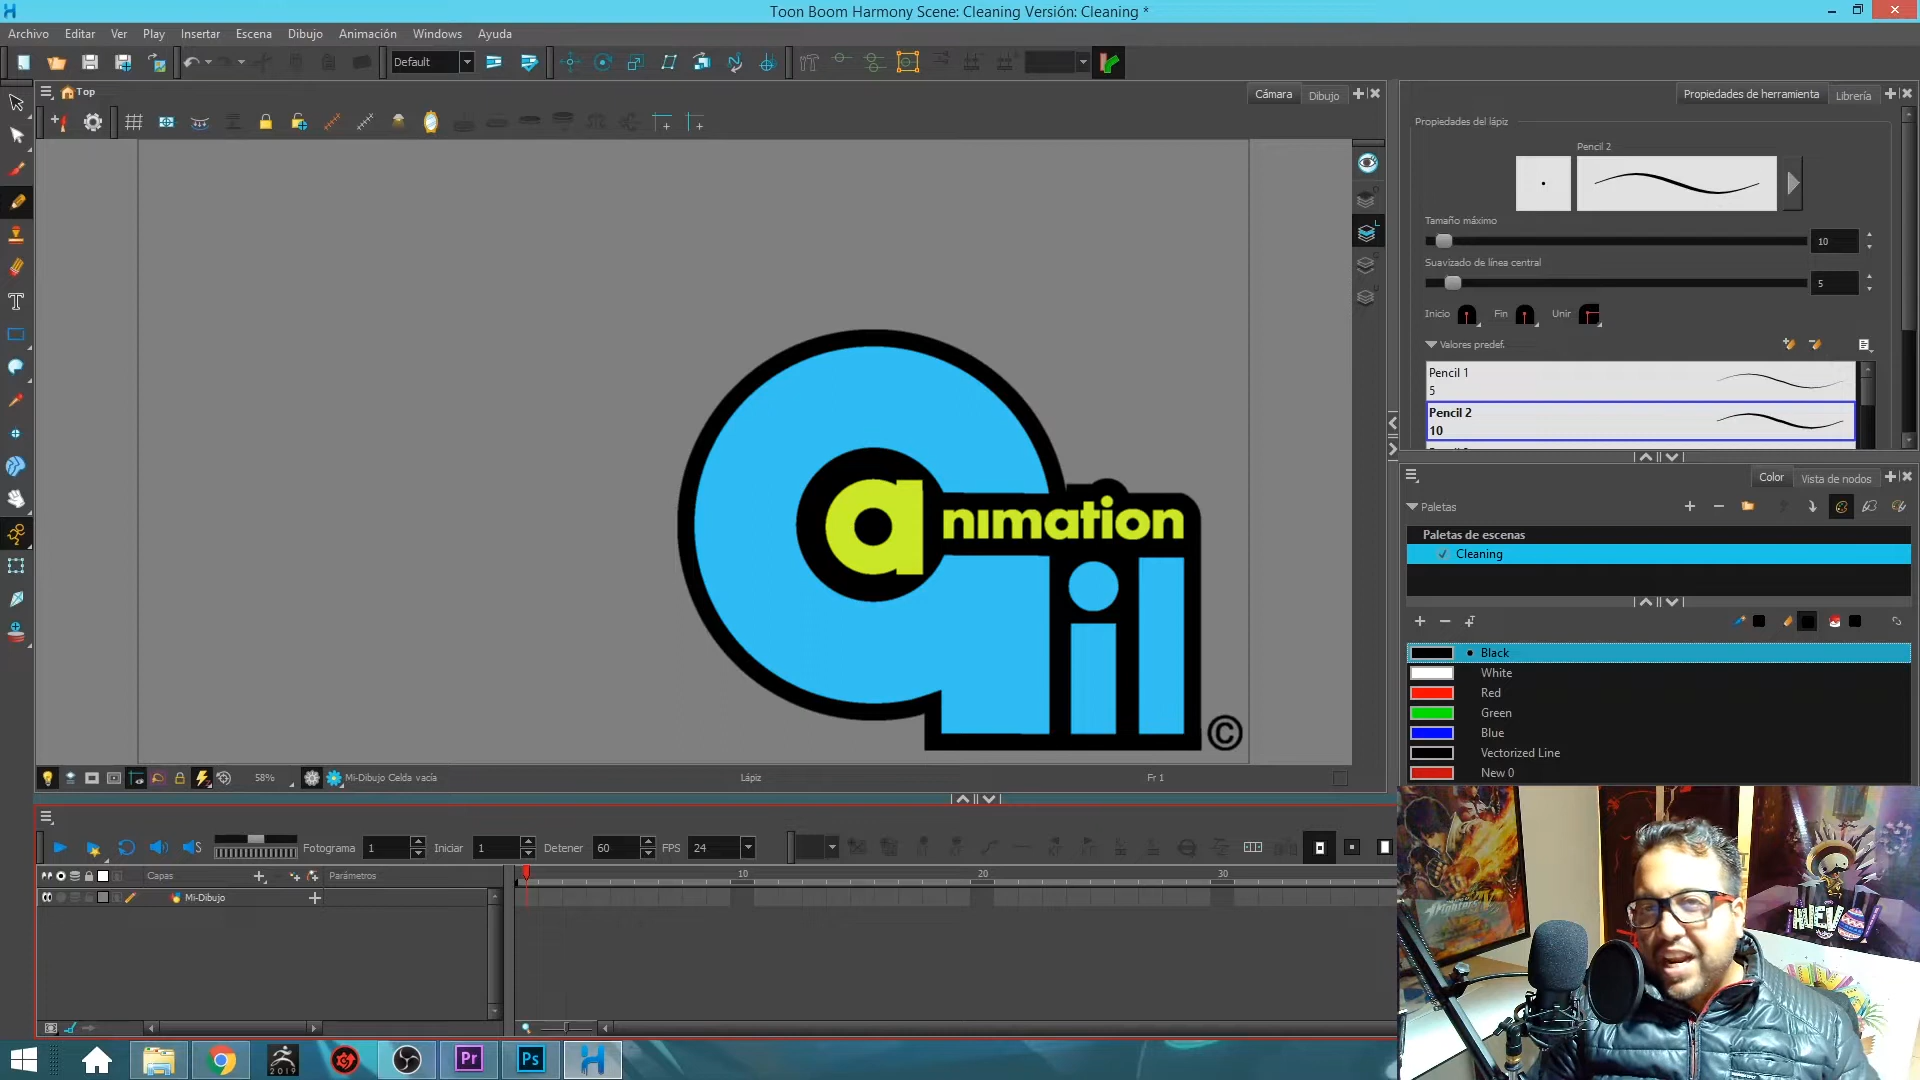 Toon Boom Harmony Scene: Cleaning Versión: Cleaning *
Archivo Editar Ver Play Insertar Escena Dibujo Animación Windows Ayuda
Default
Top
Cámara Dibujo
Propiedades de herramienta Librería
Propiedades del lápiz
Pencil 2
Tamaño máximo
10
Suavizado de línea central
5
Inicio Fin Unir
Valores predef.
Pencil 1
5
Pencil 2
10
animation
ail
©
Color Vista de nodos
Paletas
Paletas de escenas
Cleaning
Black
White
Red
Green
Blue
Vectorized Line
New 0
58% Mi-Dibujo Celda vacía Lápiz Fr 1
Fotograma 1 Iniciar 1 Detener 60 FPS 24
Capas Parámetros
10 20 30
Mi-Dibujo
2019
Pr
Ps